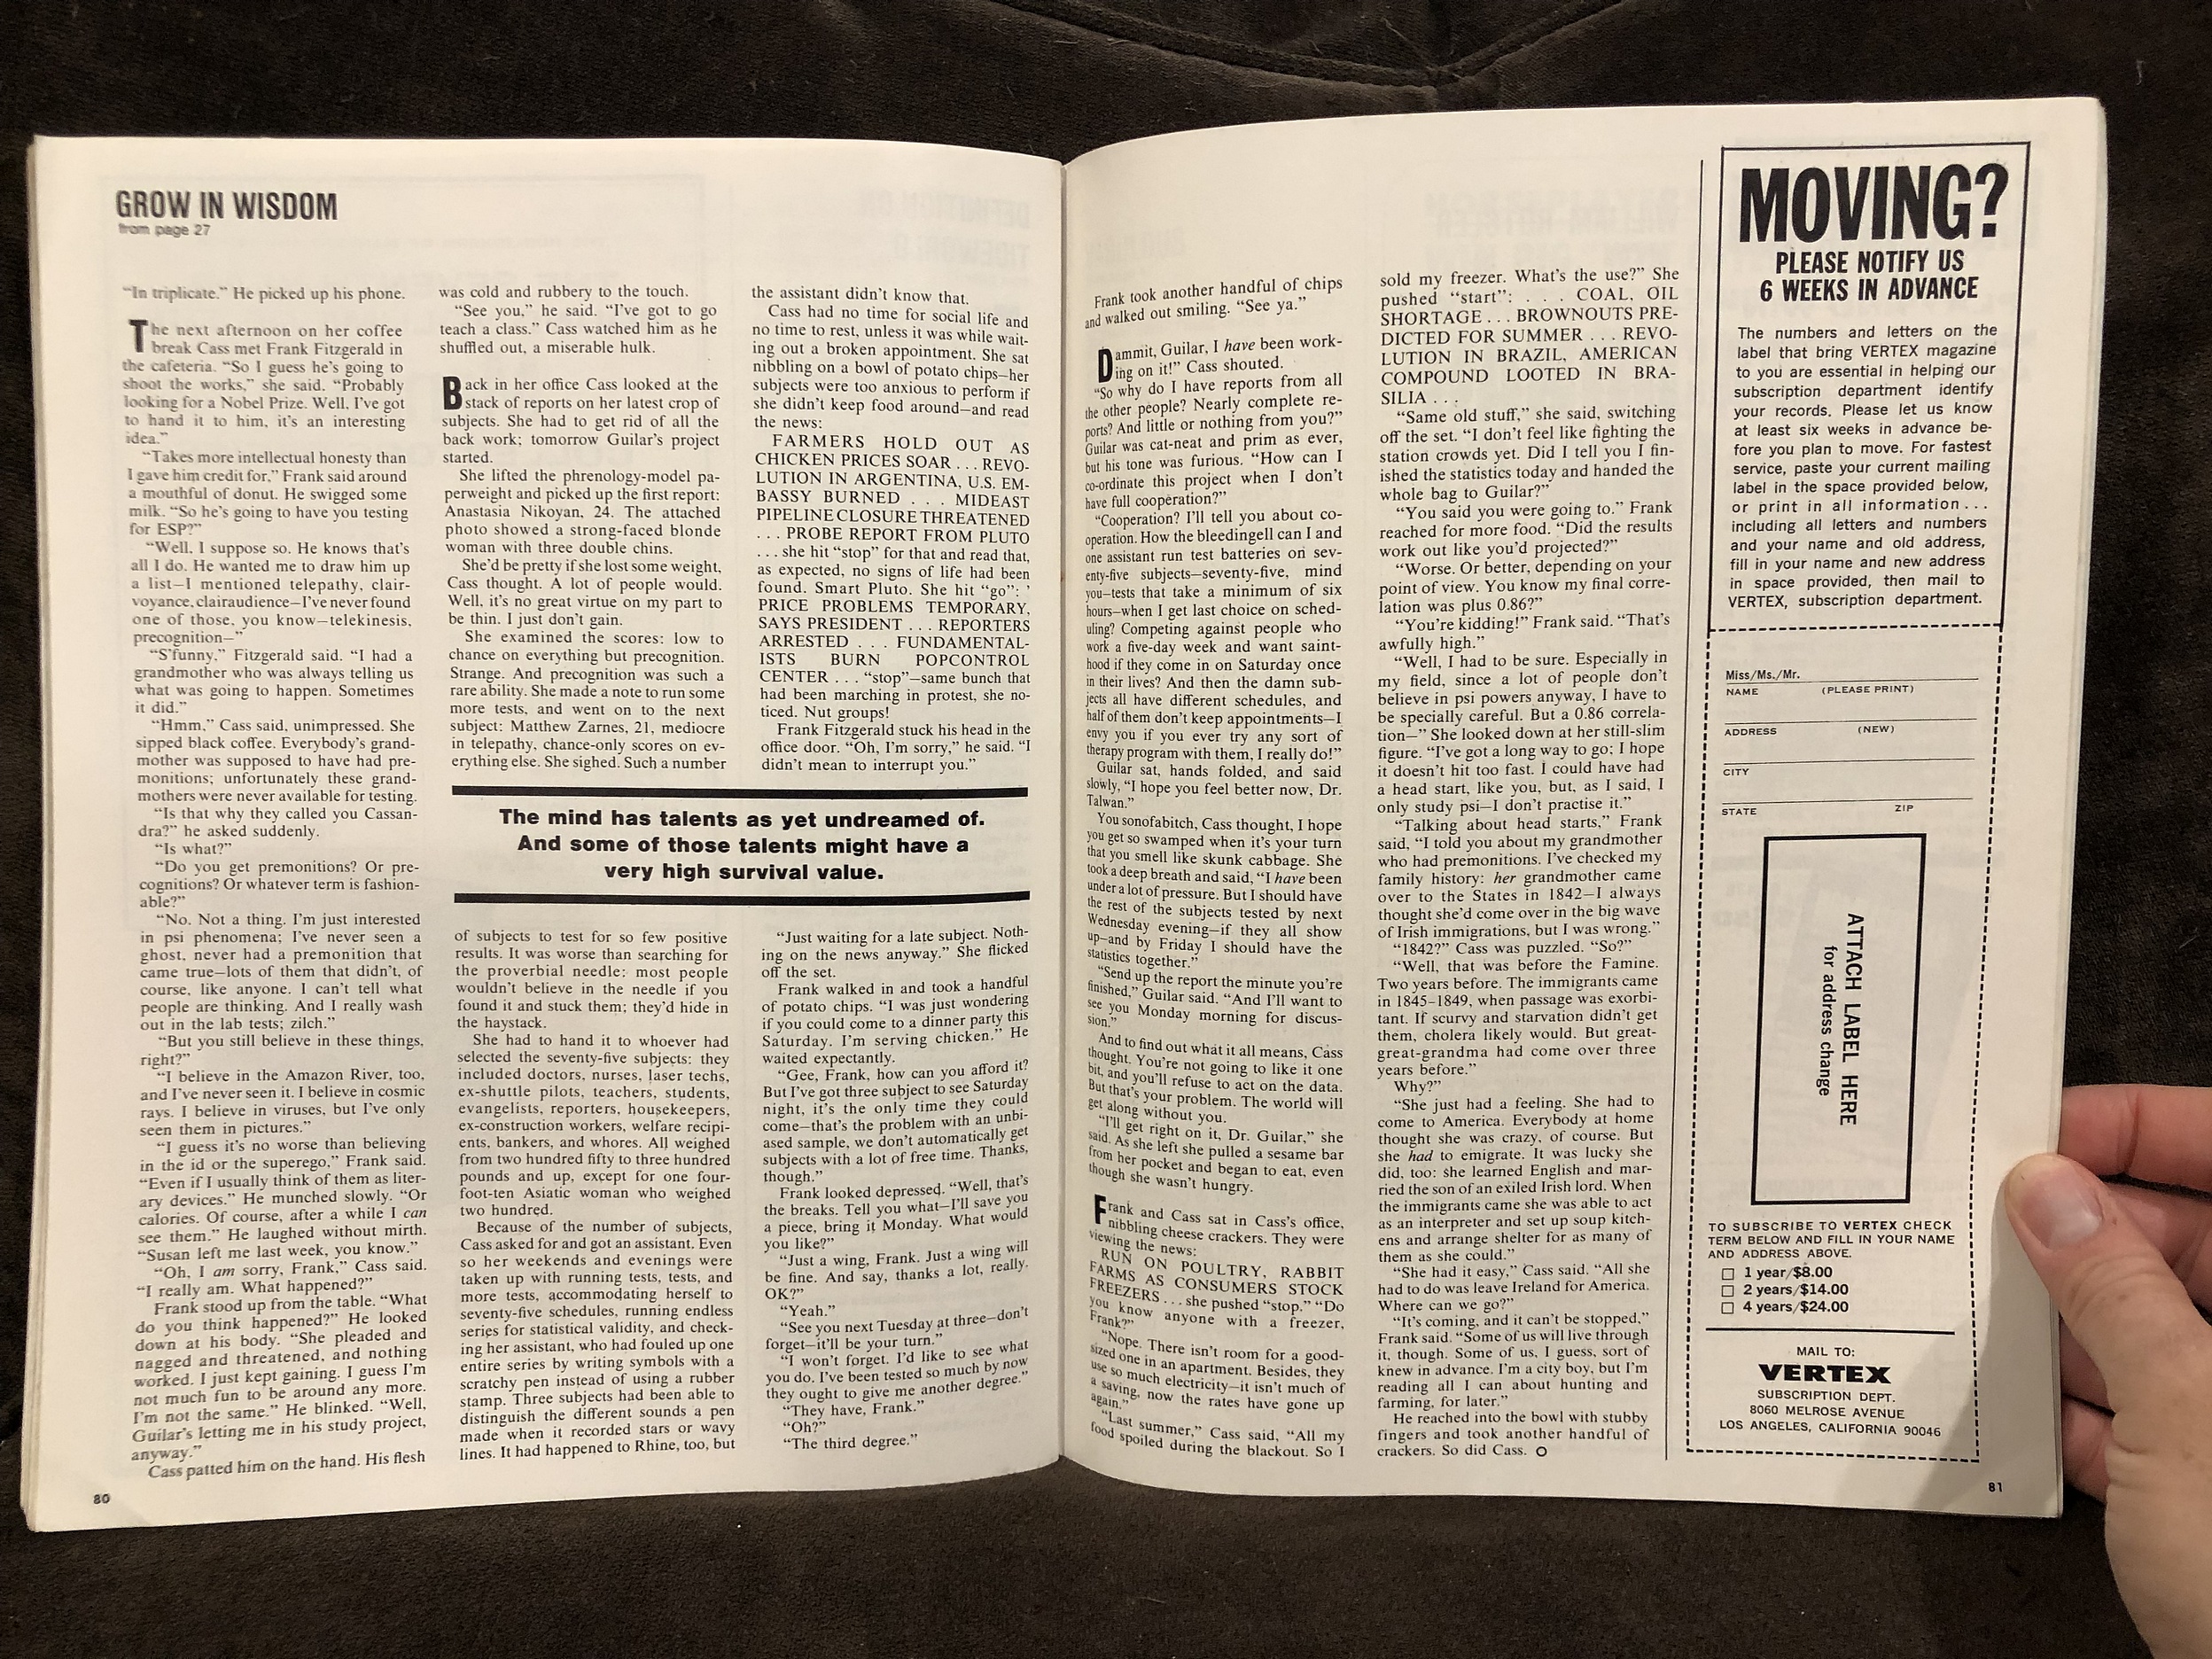 GROW IN WISDOM
from page 27
"In triplicate." He picked up his phone.
The next afternoon on her coffee
break Cass met Frank Fitzgerald in
the cafeteria. "So I guess he's going to
shoot the works," she said. "Probably
looking for a Nobel Prize. Well, I've got
to hand it to him, it's an interesting
idea."
"Takes more intellectual honesty than
I gave him credit for," Frank said around
a mouthful of donut. He swigged some
milk. "So he's going to have you testing
for ESP?"
"Well, I suppose so. He knows that's
all I do. He wanted me to draw him up
a list—I mentioned telepathy, clair-
voyance, clairaudience—I've never found
one of those, you know—telekinesis,
precognition—"
"S'funny," Fitzgerald said. "I had a
grandmother who was always telling us
what was going to happen. Sometimes
it did."
"Hmm," Cass said, unimpressed. She
sipped black coffee. Everybody's grand-
mother was supposed to have had pre-
monitions; unfortunately these grand-
mothers were never available for testing.
"Is that why they called you Cassan-
dra?" he asked suddenly.
"Is what?"
"Do you get premonitions? Or pre-
cognitions? Or whatever term is fashion-
able?"
"No. Not a thing. I'm just interested
in psi phenomena; I've never seen a
ghost, never had a premonition that
came true—lots of them that didn't, of
course, like anyone. I can't tell what
people are thinking. And I really wash
out in the lab tests; zilch."
"But you still believe in these things,
right?"
"I believe in the Amazon River, too,
and I've never seen it. I believe in cosmic
rays. I believe in viruses, but I've only
seen them in pictures."
"I guess it's no worse than believing
in the id or the superego," Frank said.
"Even if I usually think of them as liter-
ary devices." He munched slowly. "Or
calories. Of course, after a while I can
see them." He laughed without mirth.
"Susan left me last week, you know."
"Oh, I am sorry, Frank," Cass said.
"I really am. What happened?"
Frank stood up from the table. "What
do you think happened?" He looked
down at his body. "She pleaded and
nagged and threatened, and nothing
worked. I just kept gaining. I guess I'm
not much fun to be around any more.
I'm not the same." He blinked. "Well,
Guilar's letting me in his study project,
anyway."
Cass patted him on the hand. His flesh
80
was cold and rubbery to the touch.
"See you," he said. "I've got to go
teach a class." Cass watched him as he
shuffled out, a miserable hulk.
Back in her office Cass looked at the
stack of reports on her latest crop of
subjects. She had to get rid of all the
back work; tomorrow Guilar's project
started.
She lifted the phrenology-model pa-
perweight and picked up the first report:
Anastasia Nikoyan, 24. The attached
photo showed a strong-faced blonde
woman with three double chins.
She'd be pretty if she lost some weight,
Cass thought. A lot of people would.
Well, it's no great virtue on my part to
be thin. I just don't gain.
She examined the scores: low to
chance on everything but precognition.
Strange. And precognition was such a
rare ability. She made a note to run some
more tests, and went on to the next
subject: Matthew Zarnes, 21, mediocre
in telepathy, chance-only scores on ev-
erything else. She sighed. Such a number
The mind has talents as yet undreamed of.
And some of those talents might have a
very high survival value.
of subjects to test for so few positive
results. It was worse than searching for
the proverbial needle: most people
wouldn't believe in the needle if you
found it and stuck them; they'd hide in
the haystack.
She had to hand it to whoever had
selected the seventy-five subjects: they
included doctors, nurses, laser techs,
ex-shuttle pilots, teachers, students,
evangelists, reporters, housekeepers,
ex-construction workers, welfare recipi-
ents, bankers, and whores. All weighed
from two hundred fifty to three hundred
pounds and up, except for one four-
foot-ten Asiatic woman who weighed
two hundred.
Because of the number of subjects,
Cass asked for and got an assistant. Even
so her weekends and evenings were
taken up with running tests, tests, and
more tests, accommodating herself to
seventy-five schedules, running endless
series for statistical validity, and check-
ing her assistant, who had fouled up one
entire series by writing symbols with a
scratchy pen instead of using a rubber
stamp. Three subjects had been able to
distinguish the different sounds a pen
made when it recorded stars or wavy
lines. It had happened to Rhine, too, but
the assistant didn't know that.
Cass had no time for social life and
no time to rest, unless it was while wait-
ing out a broken appointment. She sat
nibbling on a bowl of potato chips—her
subjects were too anxious to perform if
she didn't keep food around—and read
the news:
FARMERS HOLD OUT AS
CHICKEN PRICES SOAR . . . REVO-
LUTION IN ARGENTINA, U.S. EM-
BASSY BURNED . . . MIDEAST
PIPELINE CLOSURE THREATENED
. . . PROBE REPORT FROM PLUTO
. . . she hit "stop" for that and read that,
as expected, no signs of life had been
found. Smart Pluto. She hit "go": '
PRICE PROBLEMS TEMPORARY,
SAYS PRESIDENT . . . REPORTERS
ARRESTED . . . FUNDAMENTAL-
ISTS BURN POPCONTROL
CENTER . . . "stop"—same bunch that
had been marching in protest, she no-
ticed. Nut groups!
Frank Fitzgerald stuck his head in the
office door. "Oh, I'm sorry," he said. "I
didn't mean to interrupt you."
"Just waiting for a late subject. Noth-
ing on the news anyway." She flicked
off the set.
Frank walked in and took a handful
of potato chips. "I was just wondering
if you could come to a dinner party this
Saturday. I'm serving chicken." He
waited expectantly.
"Gee, Frank, how can you afford it?
But I've got three subject to see Saturday
night, it's the only time they could
come—that's the problem with an unbi-
ased sample, we don't automatically get
subjects with a lot of free time. Thanks,
though."
Frank looked depressed. "Well, that's
the breaks. Tell you what—I'll save you
a piece, bring it Monday. What would
you like?"
"Just a wing, Frank. Just a wing will
be fine. And say, thanks a lot, really.
OK?"
"Yeah."
"See you next Tuesday at three—don't
forget—it'll be your turn."
"I won't forget. I'd like to see what
you do. I've been tested so much by now
they ought to give me another degree."
"They have, Frank."
"Oh?"
"The third degree."
Frank took another handful of chips
and walked out smiling. "See ya."
Dammit, Guilar, I have been work-
ing on it!" Cass shouted.
"So why do I have reports from all
the other people? Nearly complete re-
ports? And little or nothing from you?"
Guilar was cat-neat and prim as ever,
but his tone was furious. "How can I
co-ordinate this project when I don't
have full cooperation?"
"Cooperation? I'll tell you about co-
operation. How the bleedingell can I and
one assistant run test batteries on sev-
enty-five subjects—seventy-five, mind
you—tests that take a minimum of six
hours—when I get last choice on sched-
uling? Competing against people who
work a five-day week and want saint-
hood if they come in on Saturday once
in their lives? And then the damn sub-
jects all have different schedules, and
half of them don't keep appointments—I
envy you if you ever try any sort of
therapy program with them, I really do!"
Guilar sat, hands folded, and said
slowly, "I hope you feel better now, Dr.
Talwan."
You sonofabitch, Cass thought, I hope
you get so swamped when it's your turn
that you smell like skunk cabbage. She
took a deep breath and said, "I have been
under a lot of pressure. But I should have
the rest of the subjects tested by next
Wednesday evening—if they all show
up—and by Friday I should have the
statistics together."
"Send up the report the minute you're
finished," Guilar said. "And I'll want to
see you Monday morning for discus-
sion."
And to find out what it all means, Cass
thought. You're not going to like it one
bit, and you'll refuse to act on the data.
But that's your problem. The world will
get along without you.
"I'll get right on it, Dr. Guilar," she
said. As she left she pulled a sesame bar
from her pocket and began to eat, even
though she wasn't hungry.
Frank and Cass sat in Cass's office,
nibbling cheese crackers. They were
viewing the news:
RUN ON POULTRY, RABBIT
FARMS AS CONSUMERS STOCK
FREEZERS . . . she pushed "stop." "Do
you know anyone with a freezer,
Frank?"
"Nope. There isn't room for a good-
sized one in an apartment. Besides, they
use so much electricity—it isn't much of
a saving, now the rates have gone up
again."
"Last summer," Cass said, "All my
food spoiled during the blackout. So I
sold my freezer. What's the use?" She
pushed "start": . . . COAL, OIL
SHORTAGE . . . BROWNOUTS PRE-
DICTED FOR SUMMER . . . REVO-
LUTION IN BRAZIL, AMERICAN
COMPOUND LOOTED IN BRA-
SILIA . . .
"Same old stuff," she said, switching
off the set. "I don't feel like fighting the
station crowds yet. Did I tell you I fin-
ished the statistics today and handed the
whole bag to Guilar?"
"You said you were going to." Frank
reached for more food. "Did the results
work out like you'd projected?"
"Worse. Or better, depending on your
point of view. You know my final corre-
lation was plus 0.86?"
"You're kidding!" Frank said. "That's
awfully high."
"Well, I had to be sure. Especially in
my field, since a lot of people don't
believe in psi powers anyway, I have to
be specially careful. But a 0.86 correla-
tion—" She looked down at her still-slim
figure. "I've got a long way to go; I hope
it doesn't hit too fast. I could have had
a head start, like you, but, as I said, I
only study psi—I don't practise it."
"Talking about head starts," Frank
said, "I told you about my grandmother
who had premonitions. I've checked my
family history: her grandmother came
over to the States in 1842—I always
thought she'd come over in the big wave
of Irish immigrations, but I was wrong."
"1842?" Cass was puzzled. "So?"
"Well, that was before the Famine.
Two years before. The immigrants came
in 1845-1849, when passage was exorbi-
tant. If scurvy and starvation didn't get
them, cholera likely would. But great-
great-grandma had come over three
years before."
Why?"
"She just had a feeling. She had to
come to America. Everybody at home
thought she was crazy, of course. But
she had to emigrate. It was lucky she
did, too: she learned English and mar-
ried the son of an exiled Irish lord. When
the immigrants came she was able to act
as an interpreter and set up soup kitch-
ens and arrange shelter for as many of
them as she could."
"She had it easy," Cass said. "All she
had to do was leave Ireland for America.
Where can we go?"
"It's coming, and it can't be stopped,"
Frank said. "Some of us will live through
it, though. Some of us, I guess, sort of
knew in advance. I'm a city boy, but I'm
reading all I can about hunting and
farming, for later."
He reached into the bowl with stubby
fingers and took another handful of
crackers. So did Cass.
MOVING?
PLEASE NOTIFY US
6 WEEKS IN ADVANCE
The numbers and letters on the
label that bring VERTEX magazine
to you are essential in helping our
subscription department identify
your records. Please let us know
at least six weeks in advance be-
fore you plan to move. For fastest
service, paste your current mailing
label in the space provided below,
or print in all information . . .
including all letters and numbers
and your name and old address,
fill in your name and new address
in space provided, then mail to
VERTEX, subscription department.
Miss/Ms./Mr.
NAME (PLEASE PRINT)
ADDRESS (NEW)
CITY
STATE ZIP
ATTACH LABEL HERE
for address change
TO SUBSCRIBE TO VERTEX CHECK
TERM BELOW AND FILL IN YOUR NAME
AND ADDRESS ABOVE.
1 year/$8.00
2 years/$14.00
4 years/$24.00
MAIL TO:
VERTEX
SUBSCRIPTION DEPT.
8060 MELROSE AVENUE
LOS ANGELES, CALIFORNIA 90046
81